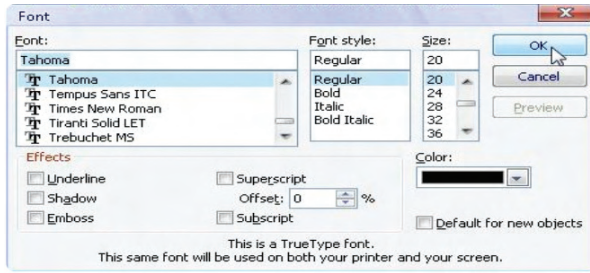 Font
Font: Font style: Size:
Tahoma Regular 20 OK
Tahoma Regular 20 Cancel
Tempus Sans ITC Bold 24
Times New Roman Italic 28 Preview
Tiranti Solid LET Bold Italic 32
Trebuchet MS 36
Effects Color:
Underline Superscript
Shadow Offset: 0 %
Emboss Subscript Default for new objects
This is a TrueType font.
This same font will be used on both your printer and your screen.